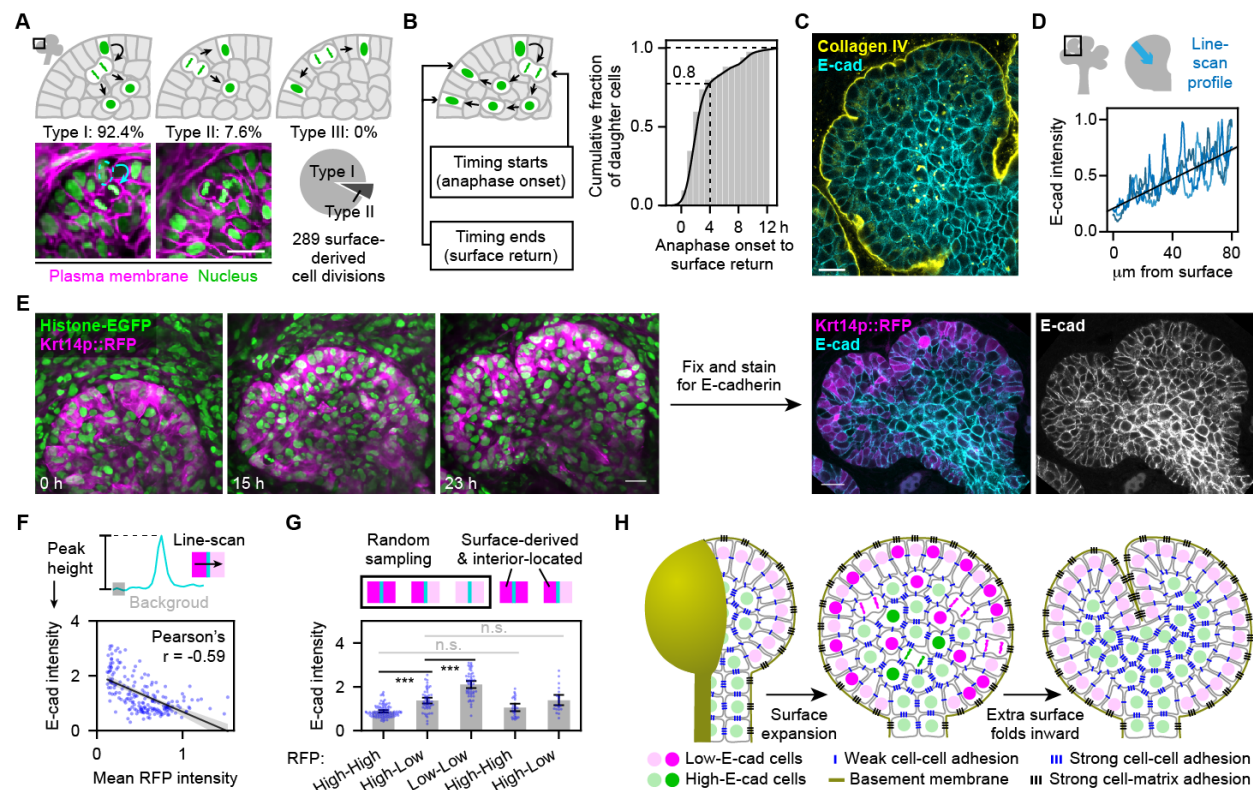 A
Type I: 92.4%
Type II: 7.6%
Type III: 0%
Type I
Type II
289 surface-
derived
cell divisions
Plasma membrane
Nucleus
B
Timing starts
(anaphase onset)
Timing ends
(surface return)
Cumulative fraction
of daughter cells
1.0
0.8
0.5
0.0
0
4
8
12 h
Anaphase onset to
surface return
C
Collagen IV
E-cad
D
Line-
scan
profile
E-cad intensity
1.0
0.5
0.0
0
40
80
μm from surface
E
Histone-EGFP
Krt14p::RFP
0 h
15 h
23 h
Fix and stain
for E-cadherin
Krt14p::RFP
E-cad
E-cad
F
Peak
height
Line-scan
Backgroud
E-cad intensity
4
2
0
Pearson's
r = -0.59
0
1
Mean RFP intensity
G
Random
sampling
Surface-derived
& interior-located
E-cad intensity
4
2
0
n.s.
n.s.
***
***
RFP:
High-High
High-Low
Low-Low
High-High
High-Low
H
Surface
expansion
Extra surface
folds inward
Low-E-cad cells
Weak cell-cell adhesion
Strong cell-cell adhesion
High-E-cad cells
Basement membrane
Strong cell-matrix adhesion